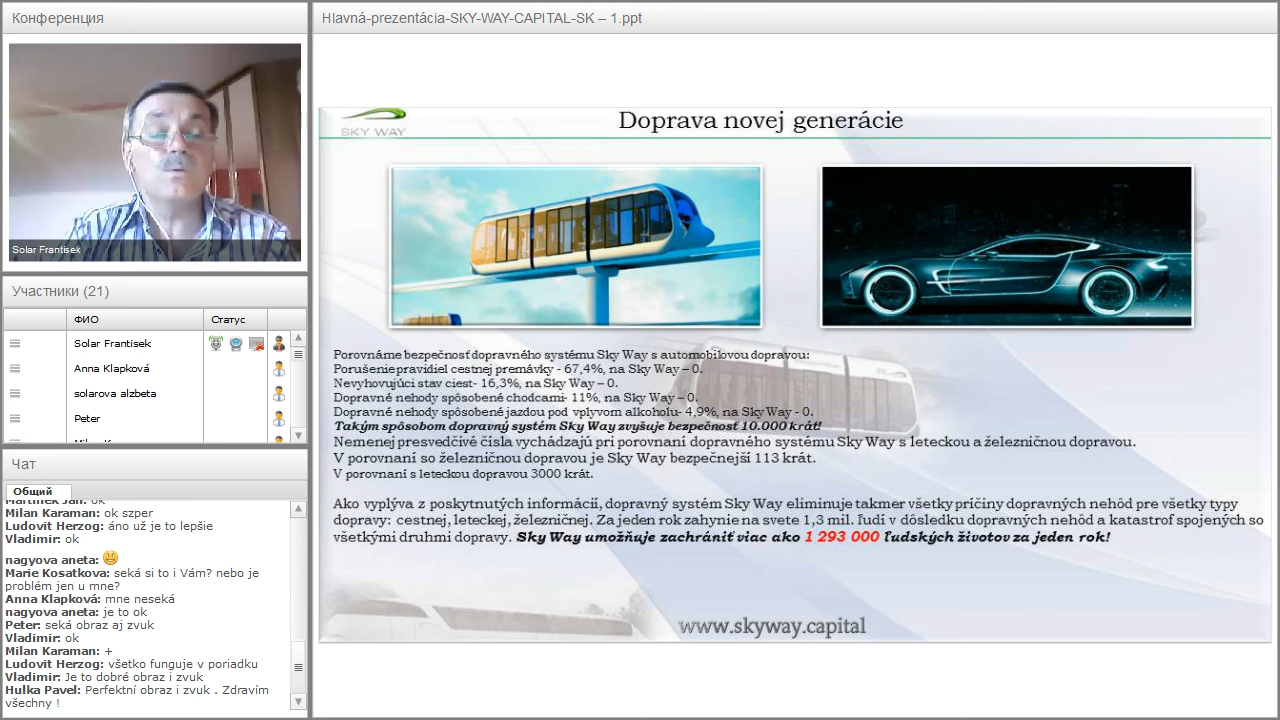 Конференция
Solar Frantisek
Участники (21)
ФИО
Статус
Solar Frantisek
Anna Klapková
solarova alzbeta
Peter
Чат
Общий
Martinek Jan: ok
Milan Karaman: ok szper
Ludovit Herzog: áno už je to lepšie
Vladimir: ok
nagyova aneta:
Marie Kosatkova: seká si to i Vám? nebo je
problém jen u mne?
Anna Klapková: mne neseká
nagyova aneta: je to ok
Peter: seká obraz aj zvuk
Vladimir: ok
Milan Karaman: +
Ludovit Herzog: všetko funguje v poriadku
Vladimir: Je to dobré obraz i zvuk
Hulka Pavel: Perfektní obraz i zvuk . Zdravím
všechny !
Hlavná-prezentácia-SKY-WAY-CAPITAL-SK – 1.ppt
SKY WAY
Doprava novej generácie
Porovnáme bezpečnosť dopravného systému Sky Way s automobilovou dopravou:
Porušenie pravidiel cestnej premávky - 67,4%, na Sky Way – 0.
Nevyhovujúci stav ciest- 16,3%, na Sky Way – 0.
Dopravné nehody spôsobené chodcami- 11%, na Sky Way – 0.
Dopravné nehody spôsobené jazdou pod vplyvom alkoholu- 4,9%, na Sky Way - 0.
Takým spôsobom dopravný systém Sky Way zvyšuje bezpečnosť 10.000 krát!
Nemenej presvedčivé čísla vychádzajú pri porovnaní dopravného systému Sky Way s leteckou a železničnou dopravou.
V porovnaní so železničnou dopravou je Sky Way bezpečnejší 113 krát.
V porovnaní s leteckou dopravou 3000 krát.
Ako vyplýva z poskytnutých informácií, dopravný systém Sky Way eliminuje takmer všetky príčiny dopravných nehôd pre všetky typy
dopravy: cestnej, leteckej, železničnej. Za jeden rok zahynie na svete 1,3 mil. ľudí v dôsledku dopravných nehôd a katastrof spojených so
všetkými druhmi dopravy. Sky Way umožňuje zachrániť viac ako 1 293 000 ľudských životov za jeden rok!
www.skyway.capital